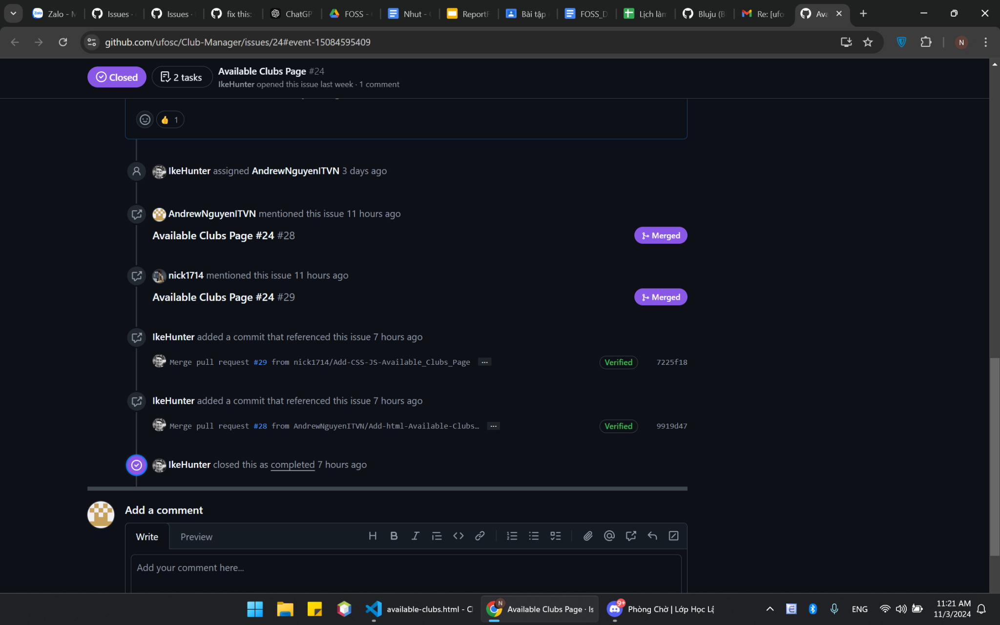 Zalo - M
Issues ·
Issues ·
fix this:
ChatGP
FOSS -
Nhut -
ReportF
Bài tập
FOSS_D
Lịch làm
Bluju (B
Re: [ufo
Ava
github.com/ufosc/Club-Manager/issues/24#event-15084595409
N
Closed
2 tasks
Available Clubs Page #24
IkeHunter opened this issue last week · 1 comment
1
IkeHunter assigned AndrewNguyenITVN 3 days ago
AndrewNguyenITVN mentioned this issue 11 hours ago
Available Clubs Page #24 #28
Merged
nick1714 mentioned this issue 11 hours ago
Available Clubs Page #24 #29
Merged
IkeHunter added a commit that referenced this issue 7 hours ago
Merge pull request #29 from nick1714/Add-CSS-JS-Available_Clubs_Page ...
Verified 7225f18
IkeHunter added a commit that referenced this issue 7 hours ago
Merge pull request #28 from AndrewNguyenITVN/Add-html-Available-Clubs… ...
Verified 9919d47
IkeHunter closed this as completed 7 hours ago
Add a comment
Write
Preview
Add your comment here...
available-clubs.html - Cl
N
Available Clubs Page · Is
9+
Phòng Chờ | Lớp Học Lậ
ENG
11:21 AM
11/3/2024